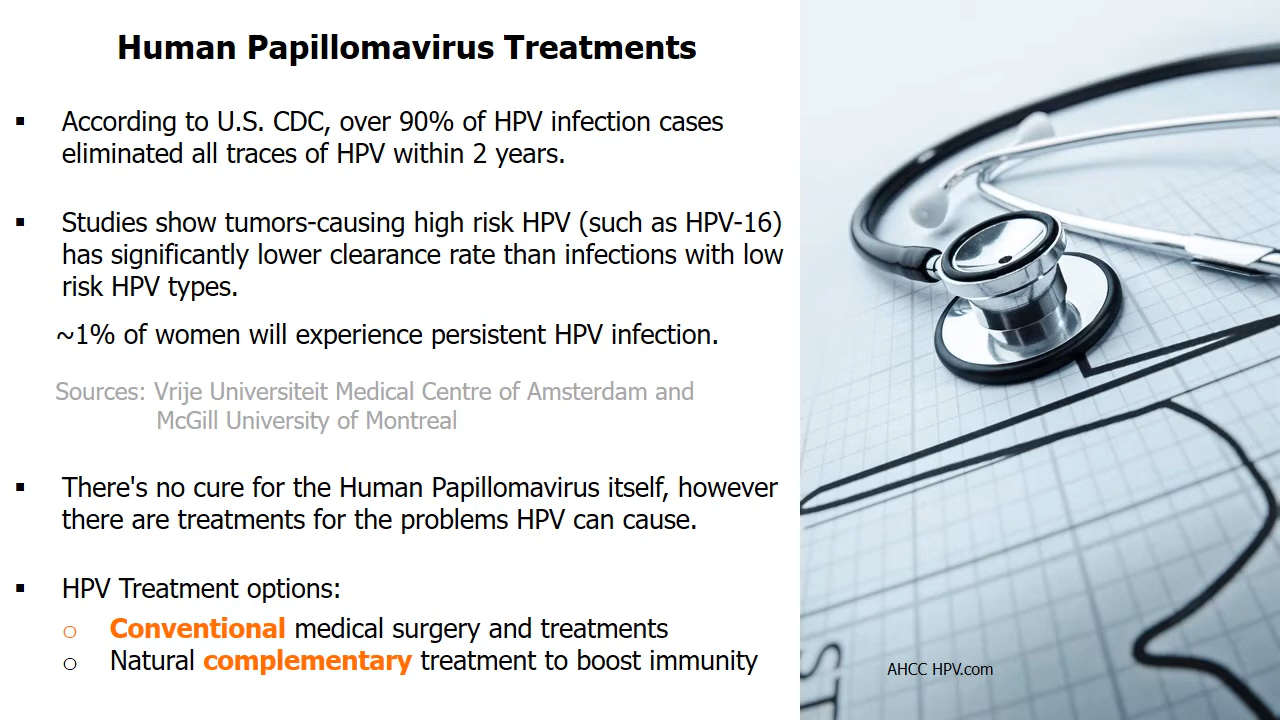 Human Papillomavirus Treatments
▪ According to U.S. CDC, over 90% of HPV infection cases
eliminated all traces of HPV within 2 years.
▪ Studies show tumors-causing high risk HPV (such as HPV-16)
has significantly lower clearance rate than infections with low
risk HPV types.
~1% of women will experience persistent HPV infection.
Sources: Vrije Universiteit Medical Centre of Amsterdam and
McGill University of Montreal
▪ There's no cure for the Human Papillomavirus itself, however
there are treatments for the problems HPV can cause.
▪ HPV Treatment options:
○ Conventional medical surgery and treatments
○ Natural complementary treatment to boost immunity
AHCC HPV.com